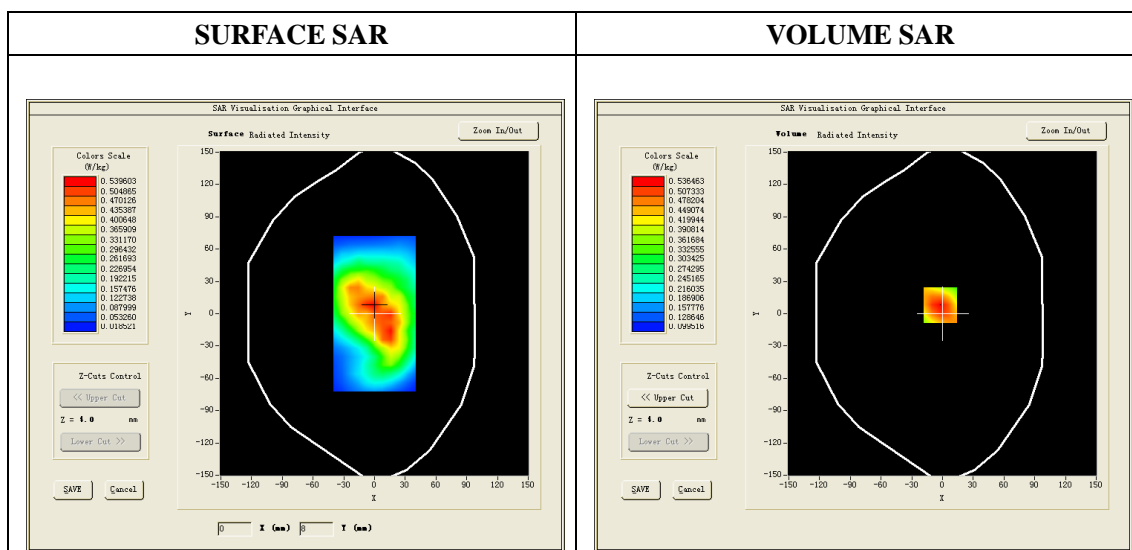 SURFACE SAR
VOLUME SAR
SAR Visualisation Graphical Interface
Surface Radiated Intensity
Zoom In/Out
Colors Scale
(W/kg)
0.539603
0.504865
0.470126
0.435387
0.400648
0.365909
0.331170
0.296432
0.261693
0.226954
0.192215
0.157476
0.122738
0.087999
0.053260
0.018521
150
120
90
60
30
0
-30
-60
-90
-120
-150
Y
-150 -120 -90 -60 -30 0 30 60 90 120 150
X
Z-Cuts Control
<< Upper Cut
Z = 4.0 mm
Lower Cut >>
SAVE Cancel
0 X (mm) 8 Y (mm)
SAR Visualisation Graphical Interface
Volume Radiated Intensity
Zoom In/Out
Colors Scale
(W/kg)
0.536463
0.507333
0.478204
0.449074
0.419944
0.390814
0.361684
0.332555
0.303425
0.274295
0.245165
0.216035
0.186906
0.157776
0.128646
0.099516
150
120
90
60
30
0
-30
-60
-90
-120
-150
Y
-150 -120 -90 -60 -30 0 30 60 90 120 150
X
Z-Cuts Control
<< Upper Cut
Z = 4.0 mm
Lower Cut >>
SAVE Cancel